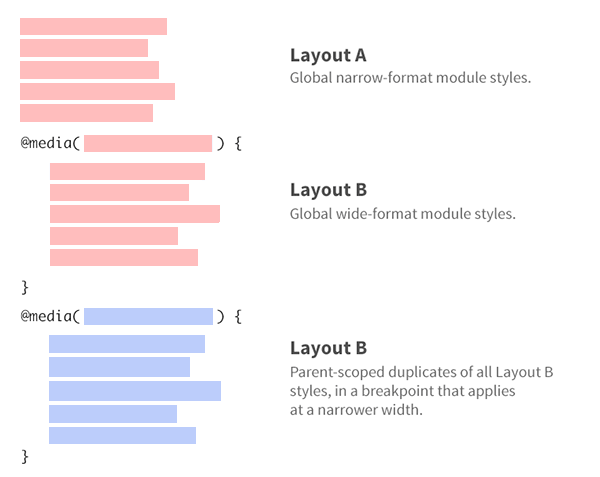 Layout A
Global narrow-format module styles.
@media( ) {
Layout B
Global wide-format module styles.
}
@media( ) {
Layout B
Parent-scoped duplicates of all Layout B
styles, in a breakpoint that applies
at a narrower width.
}